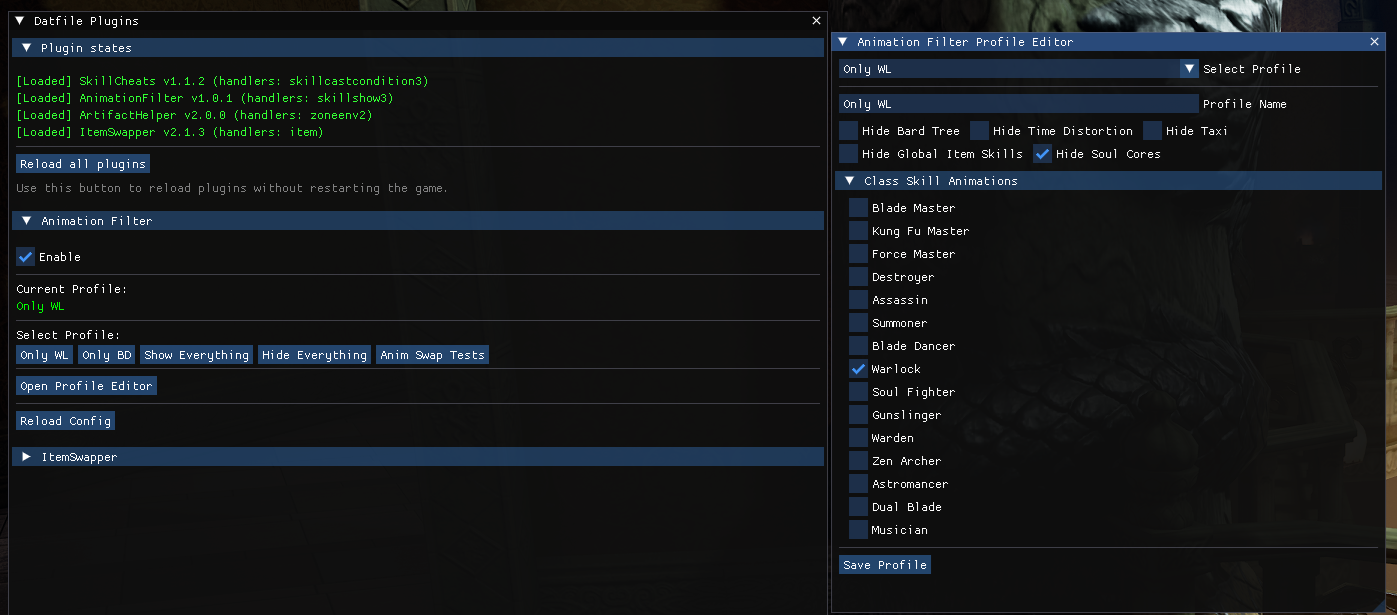 Datfile Plugins
Plugin states
[Loaded] SkillCheats v1.1.2 (handlers: skillcastcondition3)
[Loaded] AnimationFilter v1.0.1 (handlers: skillshow3)
[Loaded] ArtifactHelper v2.0.0 (handlers: zoneenv2)
[Loaded] ItemSwapper v2.1.3 (handlers: item)
Reload all plugins
Use this button to reload plugins without restarting the game.
Animation Filter
Enable
Current Profile:
Only WL
Select Profile:
Only WL Only BD Show Everything Hide Everything Anim Swap Tests
Open Profile Editor
Reload Config
ItemSwapper
Animation Filter Profile Editor
Only WL Select Profile
Only WL Profile Name
Hide Bard Tree Hide Time Distortion Hide Taxi
Hide Global Item Skills Hide Soul Cores
Class Skill Animations
Blade Master
Kung Fu Master
Force Master
Destroyer
Assassin
Summoner
Blade Dancer
Warlock
Soul Fighter
Gunslinger
Warden
Zen Archer
Astromancer
Dual Blade
Musician
Save Profile